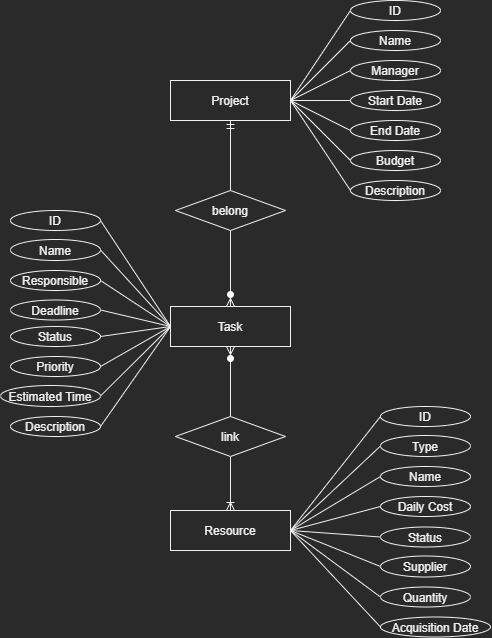 ID
Name
Manager
Project
Start Date
End Date
Budget
Description
belong
ID
Name
Responsible
Deadline
Task
Status
Priority
Estimated Time
Description
link
ID
Type
Name
Daily Cost
Resource
Status
Supplier
Quantity
Acquisition Date